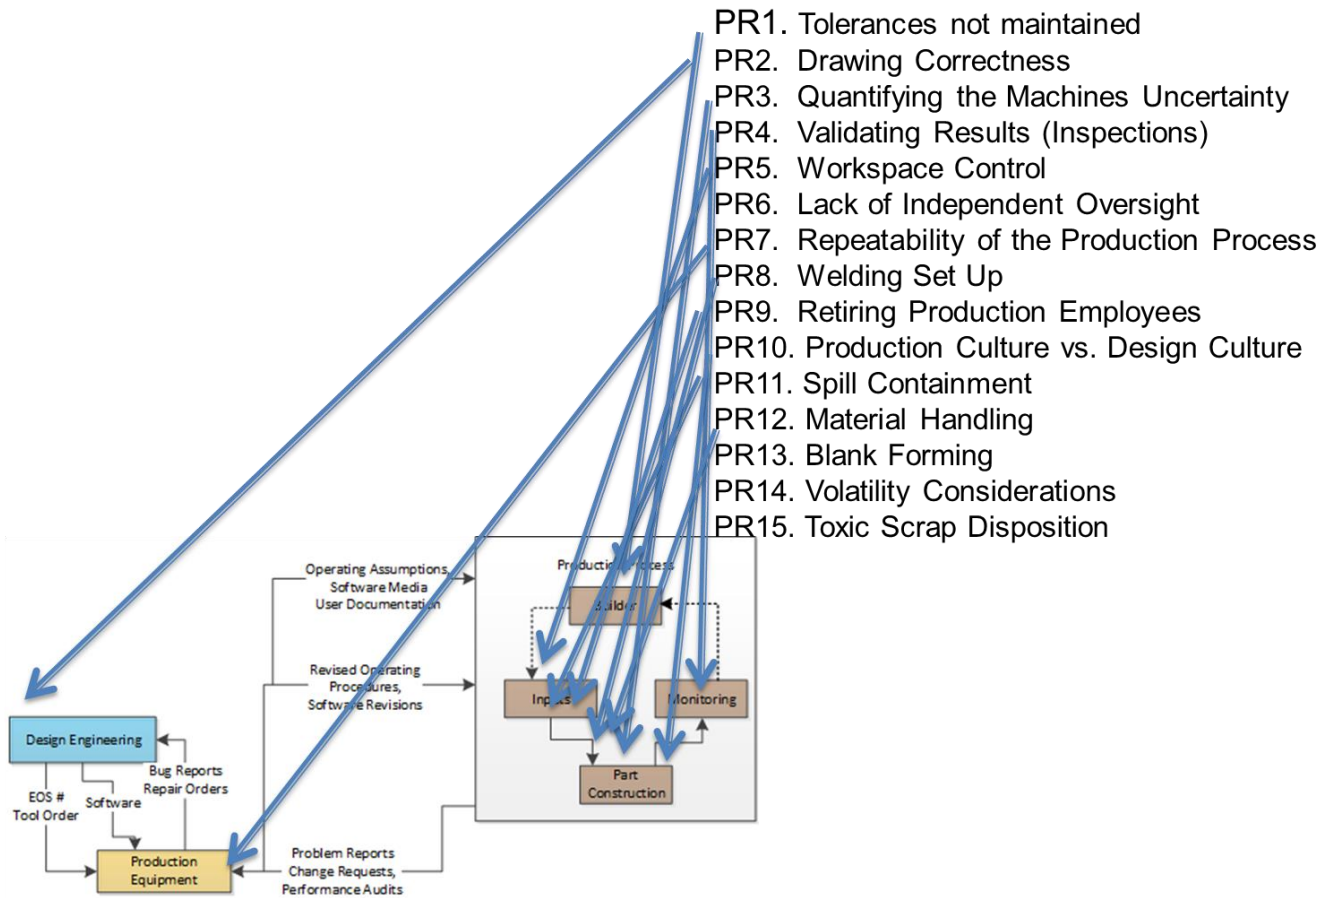 PR1. Tolerances not maintained
PR2. Drawing Correctness
PR3. Quantifying the Machines Uncertainty
PR4. Validating Results (Inspections)
PR5. Workspace Control
PR6. Lack of Independent Oversight
PR7. Repeatability of the Production Process
PR8. Welding Set Up
PR9. Retiring Production Employees
PR10. Production Culture vs. Design Culture
PR11. Spill Containment
PR12. Material Handling
PR13. Blank Forming
PR14. Volatility Considerations
PR15. Toxic Scrap Disposition
Operating Assumptions,
Software Media
User Documentation
Production Process
Builder
Revised Operating
Procedures,
Software Revisions
Inputs
Monitoring
Part
Construction
Design Engineering
Bug Reports
Repair Orders
EOS #
Tool Order
Software
Production
Equipment
Problem Reports
Change Requests,
Performance Audits